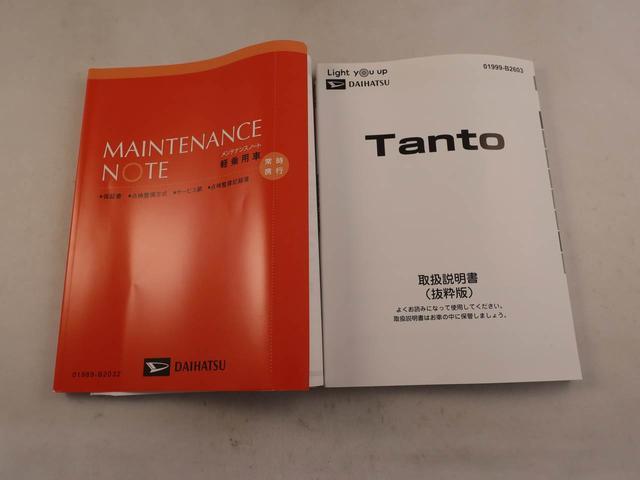 MAINTENANCE
NOTE
メンテナンスノート
軽乗用車
常時
携行
●保証書 ●点検整備方式 ●サービス網 ●点検整備記録簿
DAIHATSU
01989-B2032
Light you up
DAIHATSU
01999-B2603
Tanto
取扱説明書
（抜粋版）
よくお読みになって使用してください。
取扱説明書はお車の中に保管しましょう。